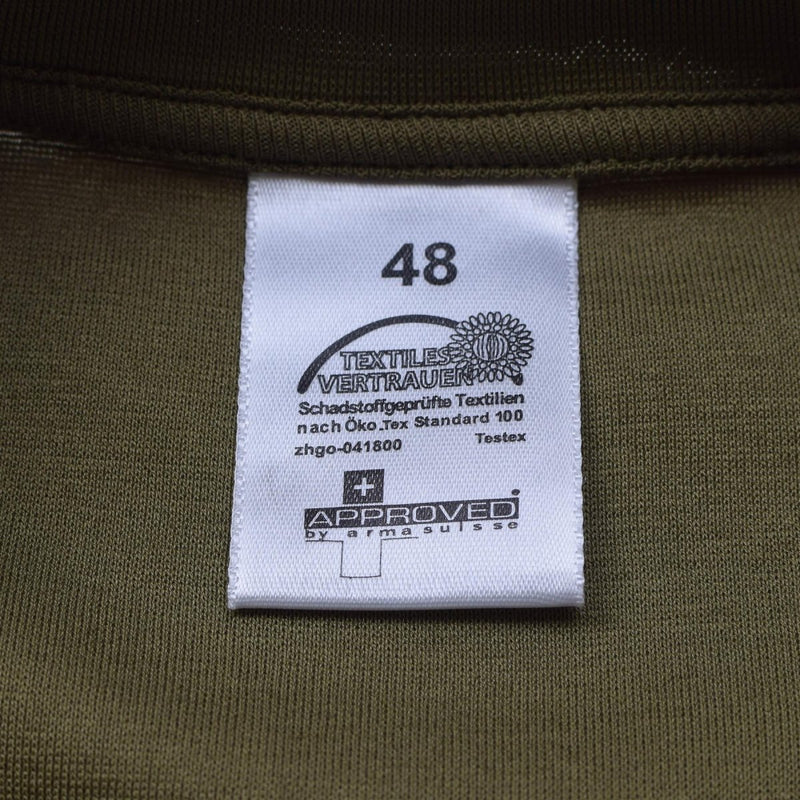 48
TEXTILES
VERTRAUEN
Schadstoffgeprüfte Textilien
nach Öko.Tex Standard 100
zhgo-041800 Testex
APPROVED
by armasuisse